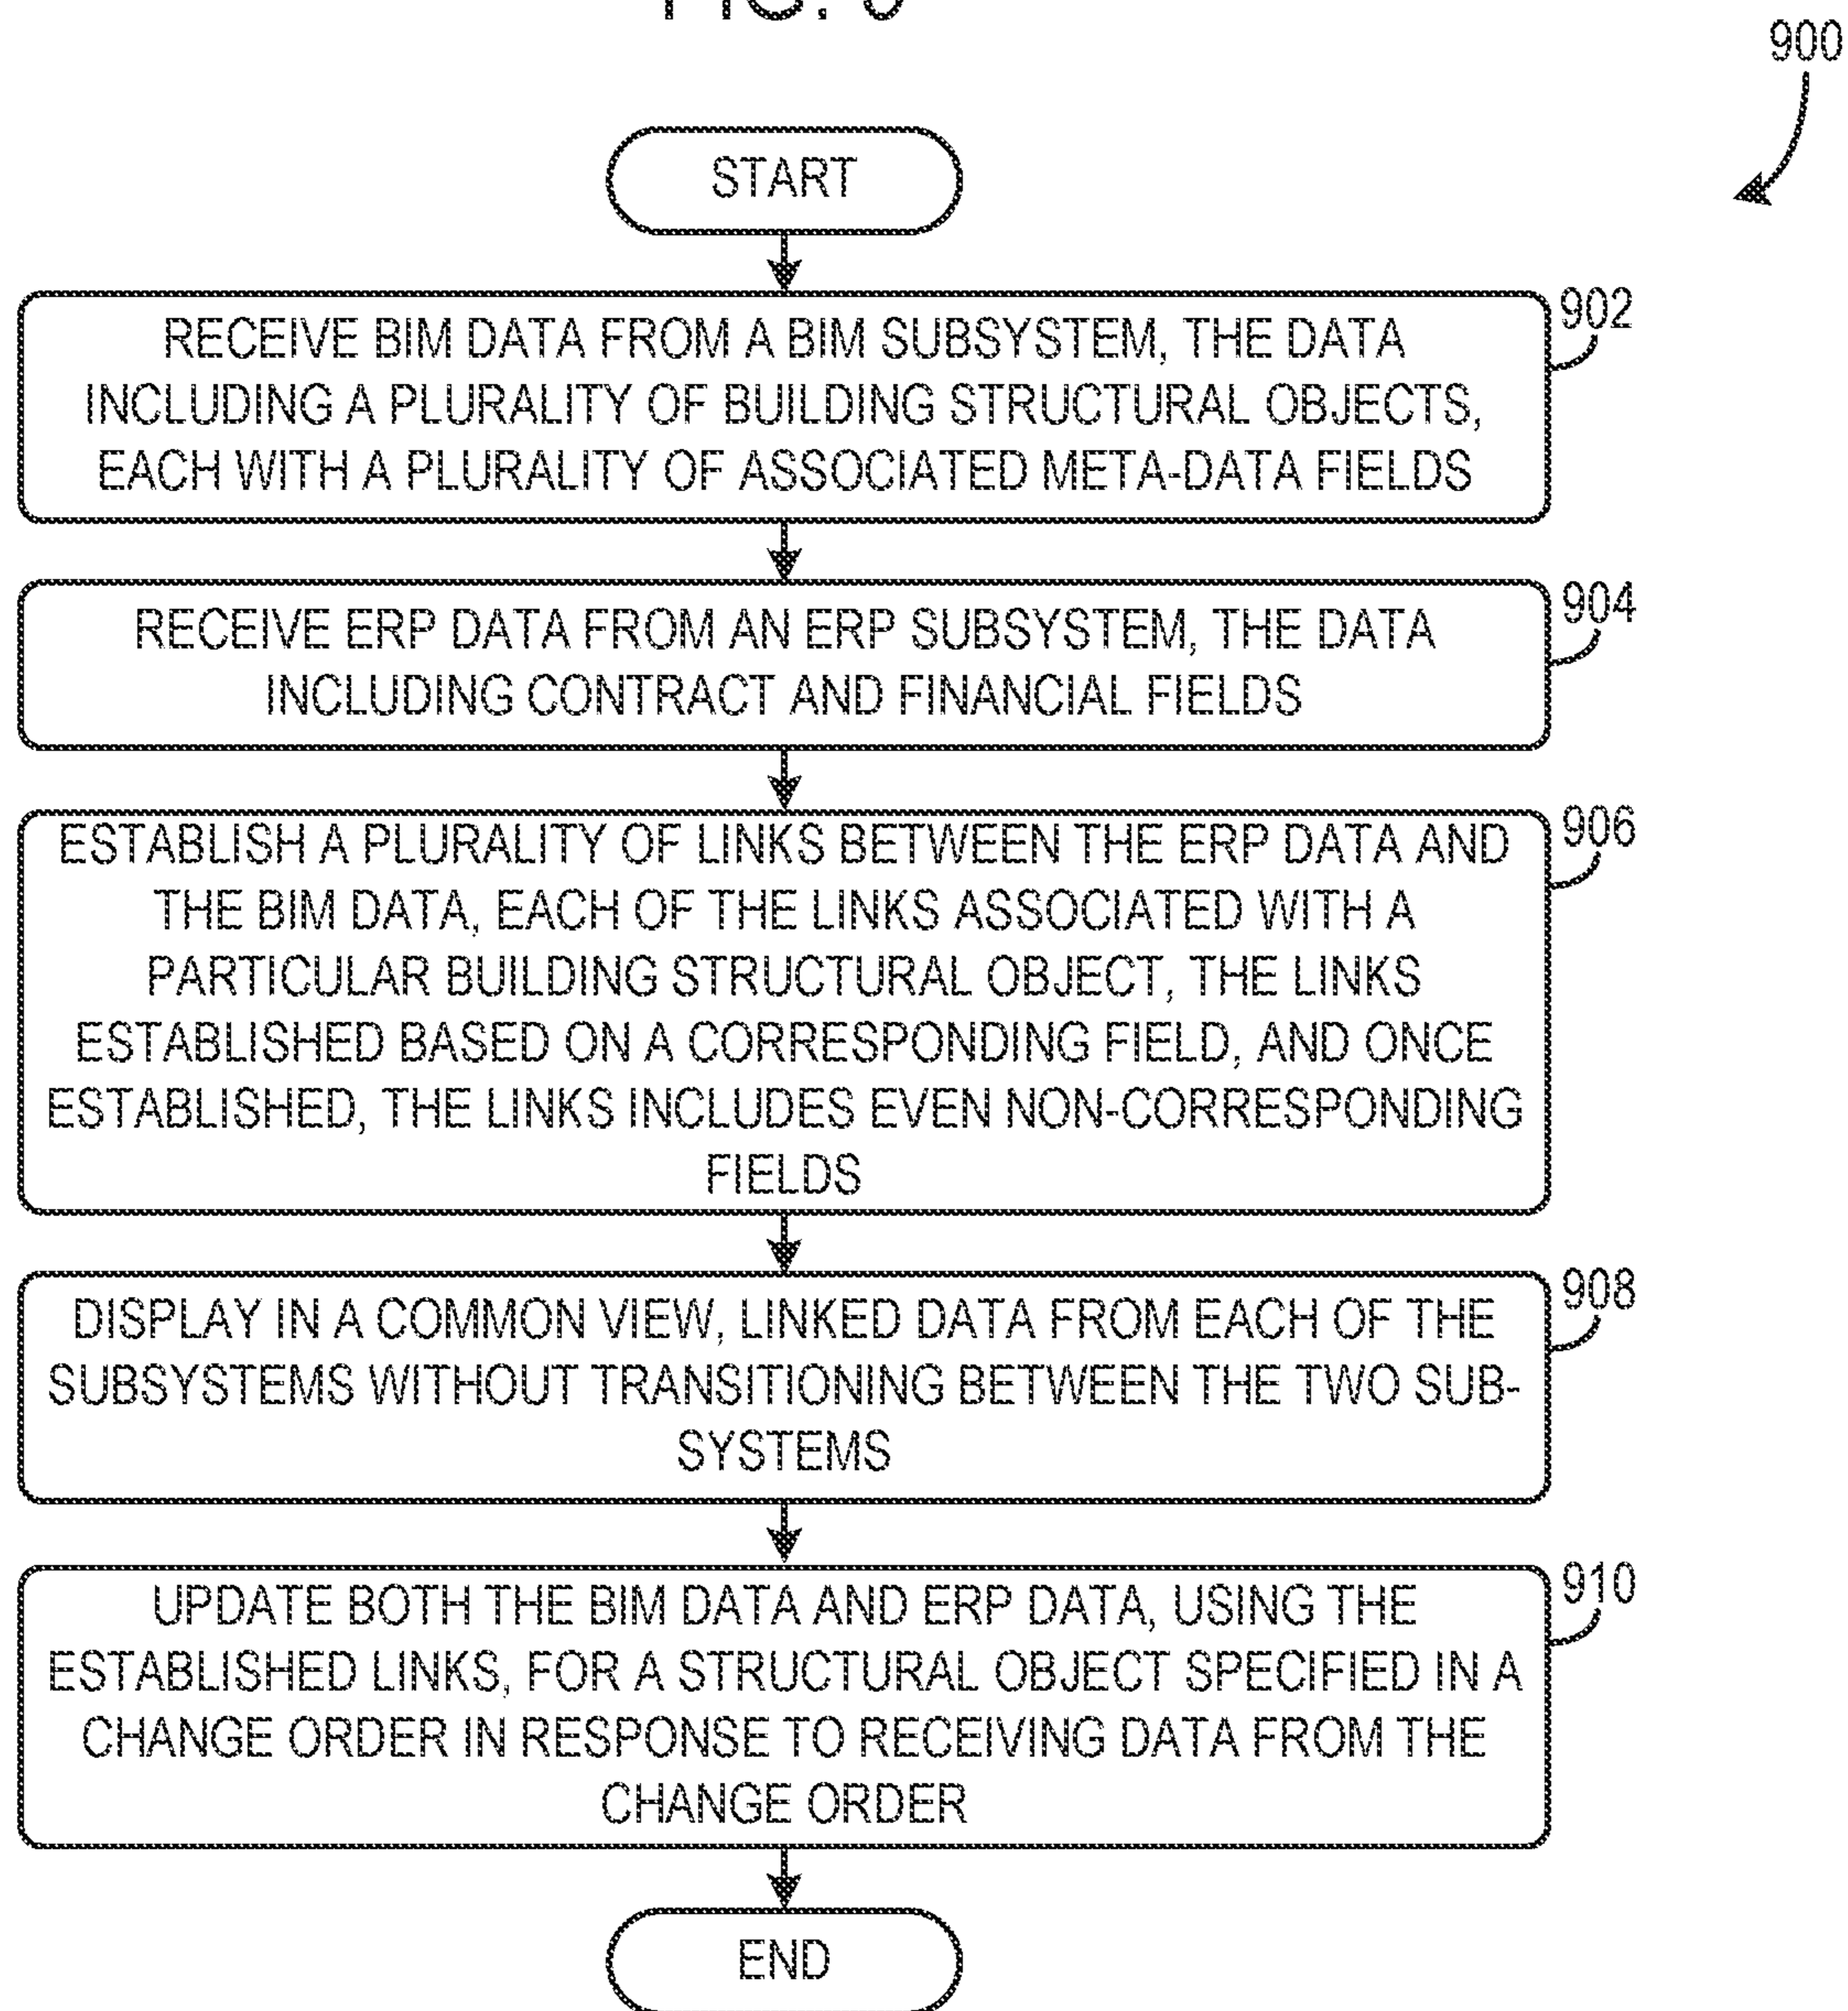 FIG. 9
900
START
RECEIVE BIM DATA FROM A BIM SUBSYSTEM, THE DATA
INCLUDING A PLURALITY OF BUILDING STRUCTURAL OBJECTS,
EACH WITH A PLURALITY OF ASSOCIATED META-DATA FIELDS
902
RECEIVE ERP DATA FROM AN ERP SUBSYSTEM, THE DATA
INCLUDING CONTRACT AND FINANCIAL FIELDS
904
ESTABLISH A PLURALITY OF LINKS BETWEEN THE ERP DATA AND
THE BIM DATA, EACH OF THE LINKS ASSOCIATED WITH A
PARTICULAR BUILDING STRUCTURAL OBJECT, THE LINKS
ESTABLISHED BASED ON A CORRESPONDING FIELD, AND ONCE
ESTABLISHED, THE LINKS INCLUDES EVEN NON-CORRESPONDING
FIELDS
906
DISPLAY IN A COMMON VIEW, LINKED DATA FROM EACH OF THE
SUBSYSTEMS WITHOUT TRANSITIONING BETWEEN THE TWO SUB-
SYSTEMS
908
UPDATE BOTH THE BIM DATA AND ERP DATA, USING THE
ESTABLISHED LINKS, FOR A STRUCTURAL OBJECT SPECIFIED IN A
CHANGE ORDER IN RESPONSE TO RECEIVING DATA FROM THE
CHANGE ORDER
910
END